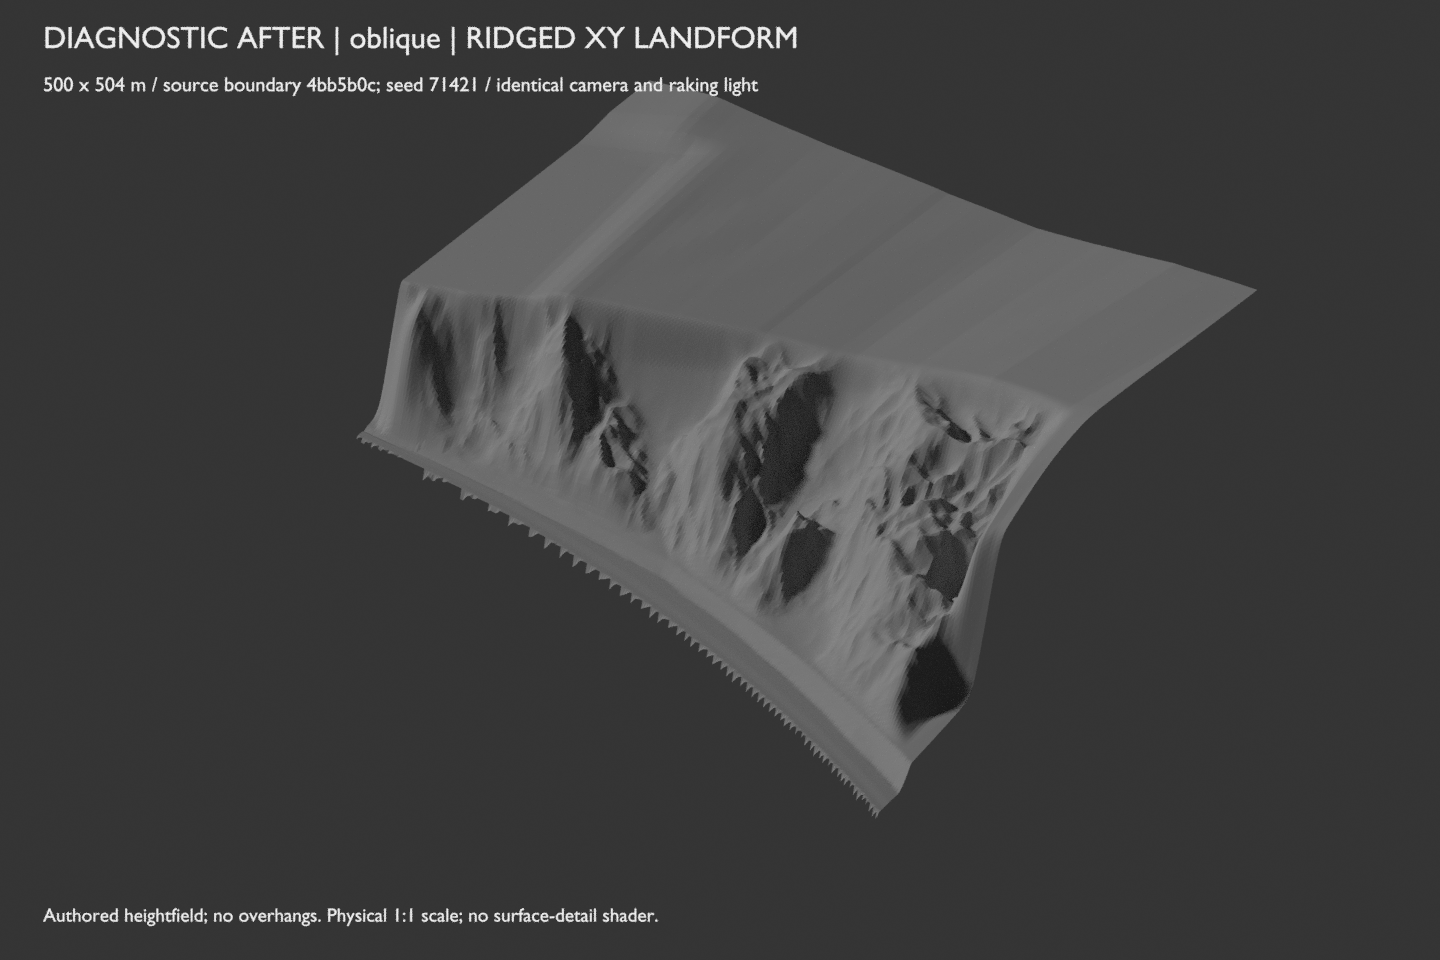 DIAGNOSTIC AFTER | oblique | RIDGED XY LANDFORM
500 x 504 m / source boundary 4bb5b0c; seed 71421 / identical camera and raking light
Authored heightfield; no overhangs. Physical 1:1 scale; no surface-detail shader.